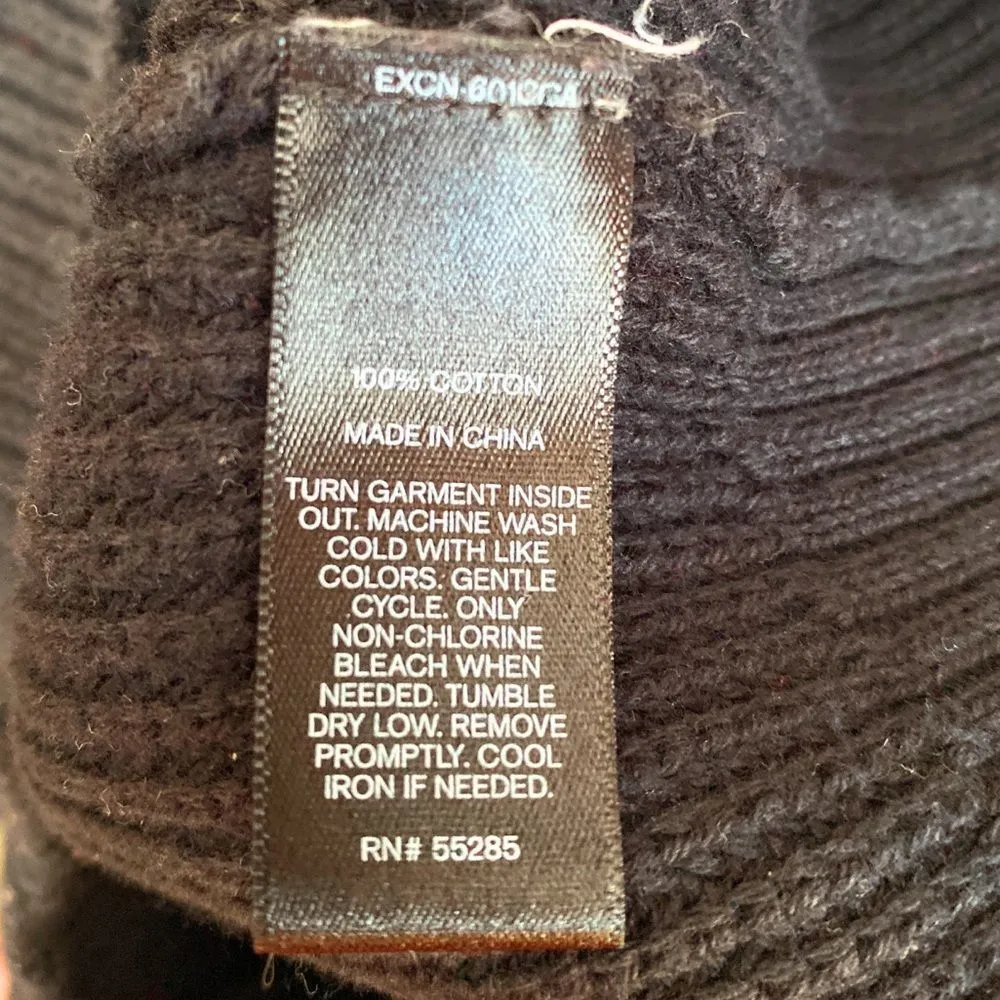 100% COTTON
MADE IN CHINA
TURN GARMENT INSIDE
OUT. MACHINE WASH
COLD WITH LIKE
COLORS. GENTLE
CYCLE. ONLY
NON-CHLORINE
BLEACH WHEN
NEEDED. TUMBLE
DRY LOW. REMOVE
PROMPTLY. COOL
IRON IF NEEDED.
RN# 55285